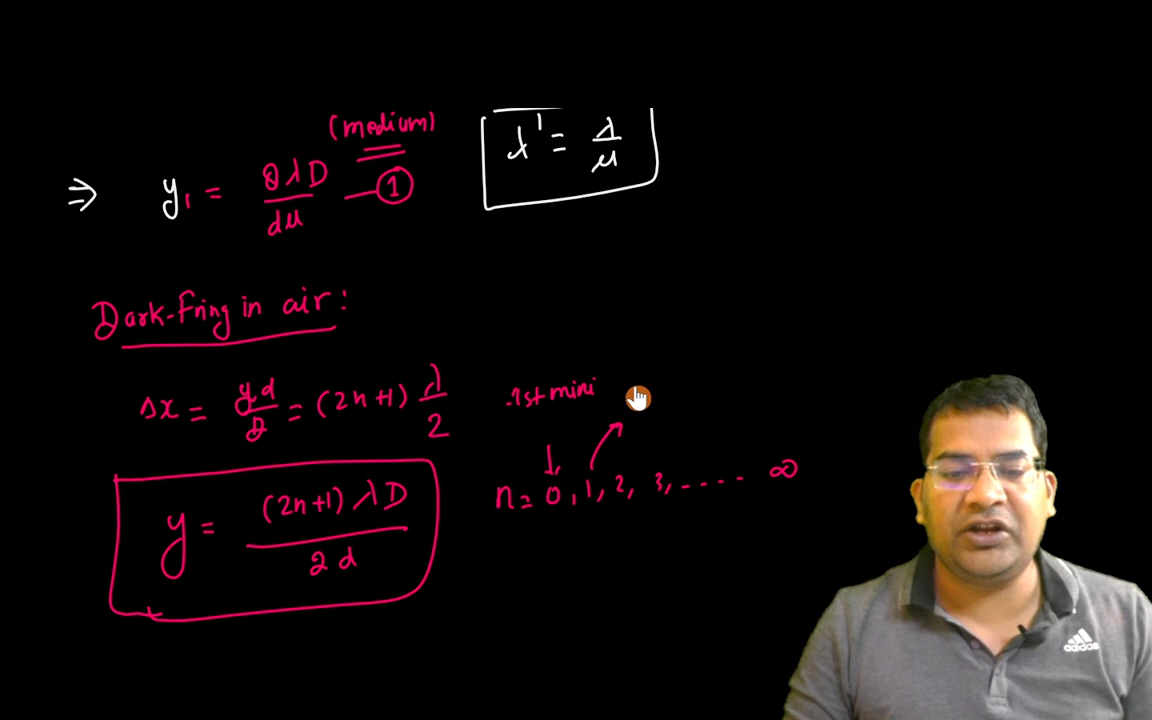 (medium)
λ' = λ/μ
⇒ y₁ = 8λD/dμ —①
Dark-Fring in air:
Δx = yd/D = (2n+1) λ/2
1st mini
n = 0, 1, 2, 3, .... ∞
y = (2n+1) λD / 2d
adidas